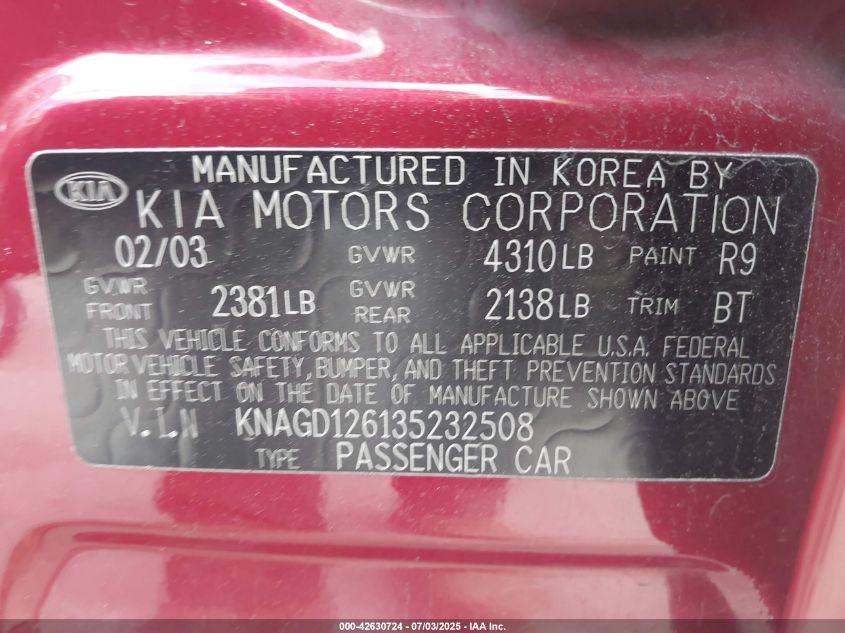 MANUFACTURED IN KOREA BY
KIA KIA MOTORS CORPORATION
02/03 GVWR 4310LB PAINT R9
GVWR FRONT 2381LB GVWR REAR 2138LB TRIM BT
THIS VEHICLE CONFORMS TO ALL APPLICABLE U.S.A. FEDERAL
MOTOR VEHICLE SAFETY, BUMPER, AND THEFT PREVENTION STANDARDS
IN EFFECT ON THE DATE OF MANUFACTURE SHOWN ABOVE
V.I.N KNAGD126135232508
TYPE PASSENGER CAR
000-42630724 - 07/03/2025 - IAA Inc.